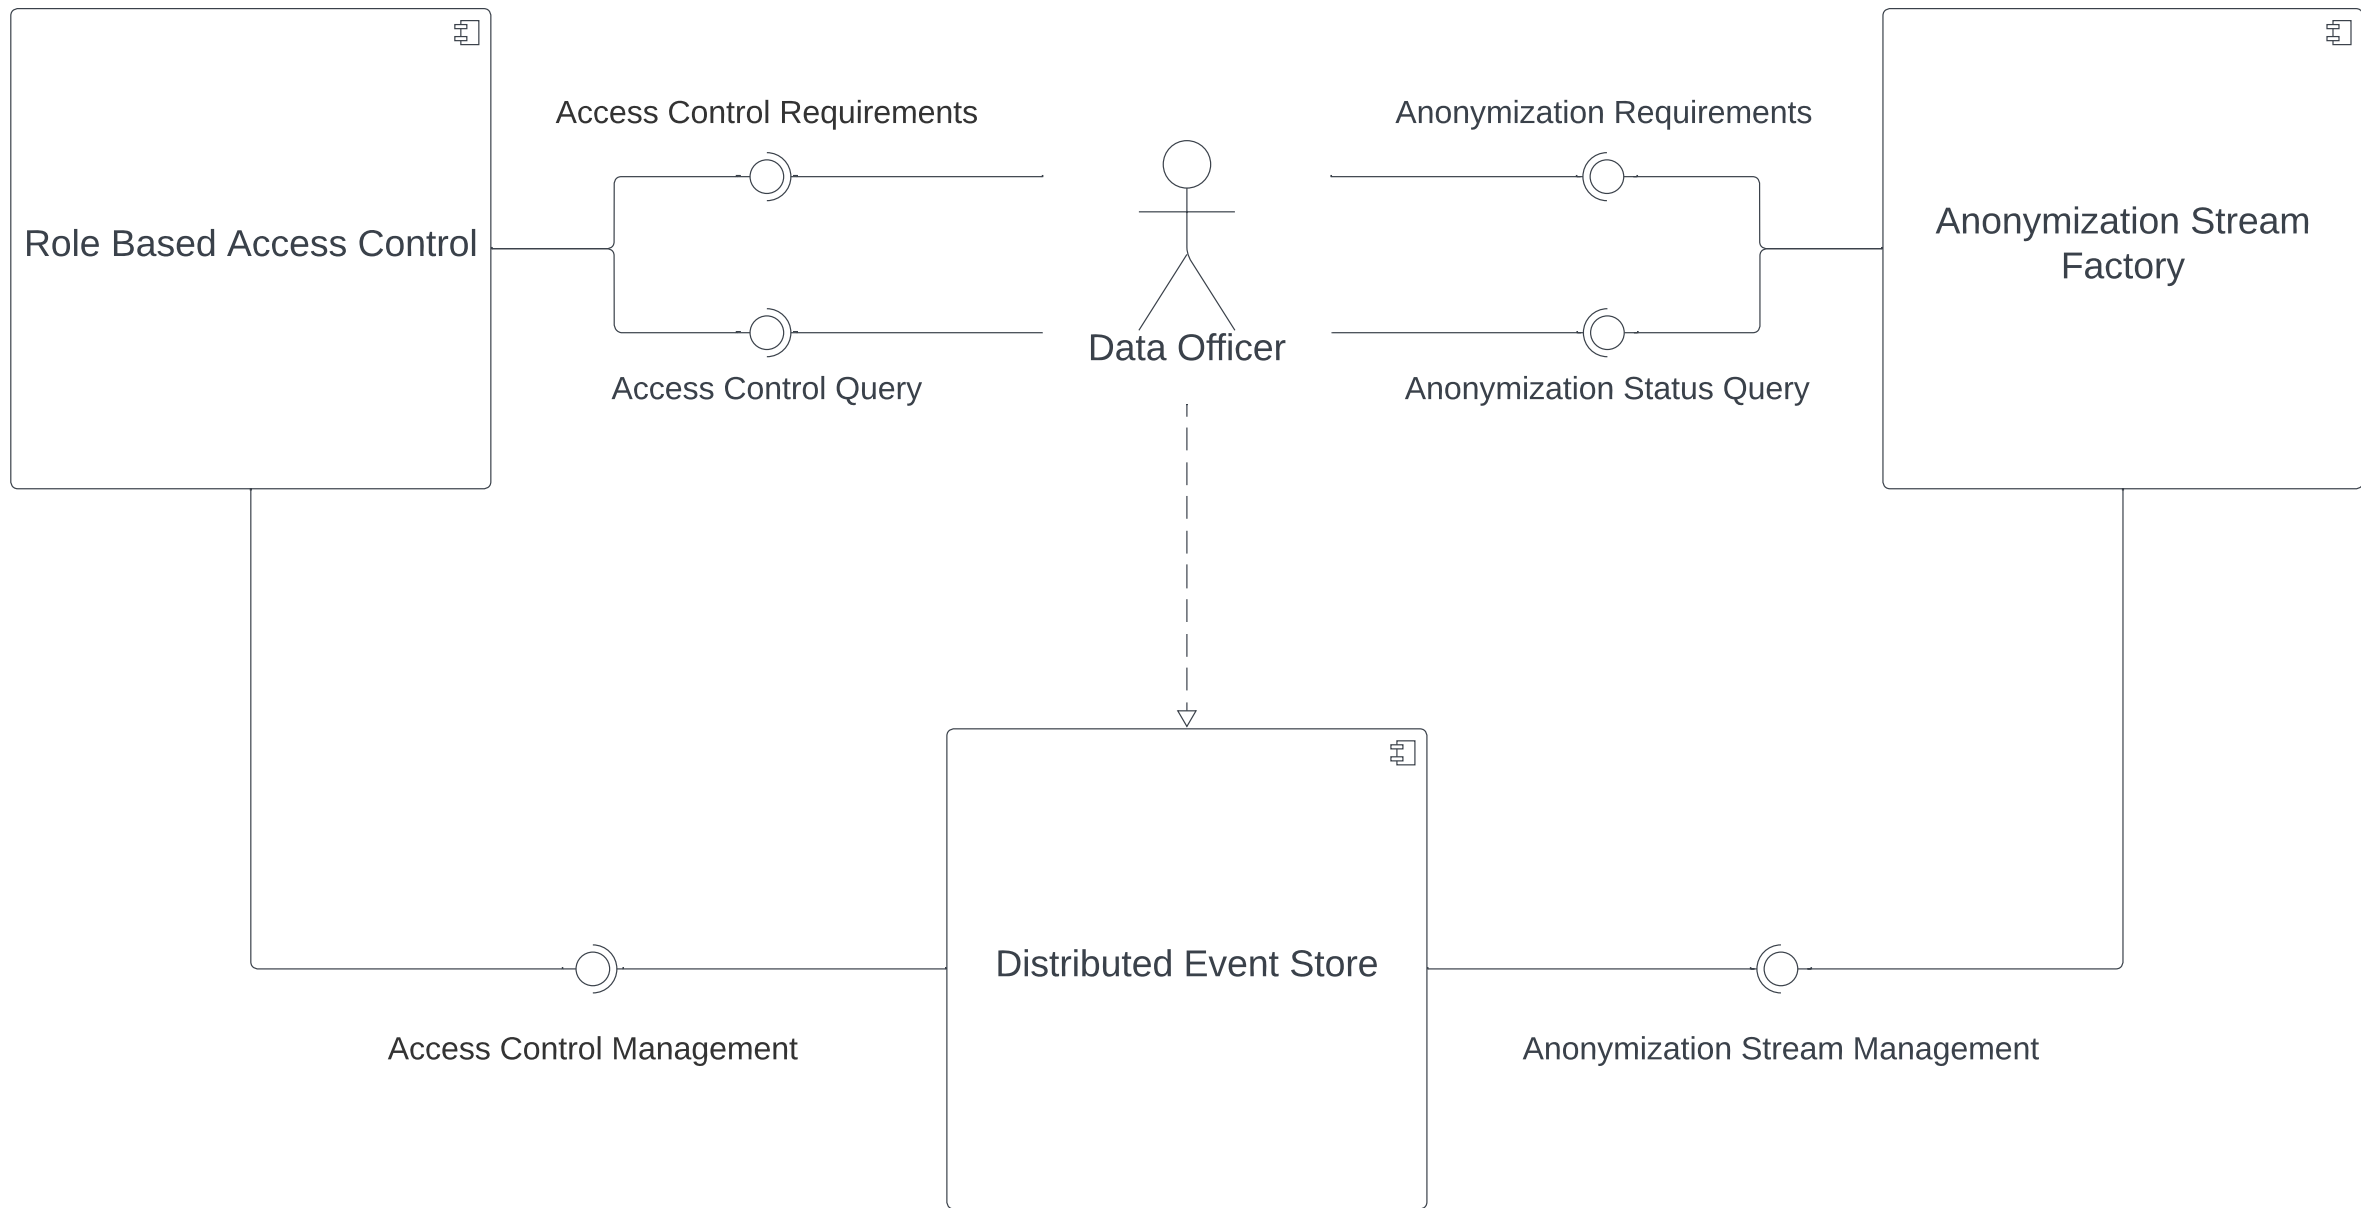 Access Control Requirements
Anonymization Requirements
Role Based Access Control
Anonymization Stream
Factory
Data Officer
Access Control Query
Anonymization Status Query
Distributed Event Store
Access Control Management
Anonymization Stream Management